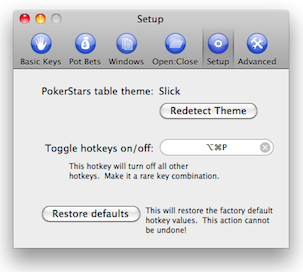 Setup
Basic Keys Pot Bets Windows Open:Close Setup Advanced
PokerStars table theme: Slick
Redetect Theme
Toggle hotkeys on/off: ⌥⌘P
This hotkey will turn off all other
hotkeys. Make it a rare key combination.
Restore defaults
This will restore the factory default
hotkey values. This action cannot
be undone!